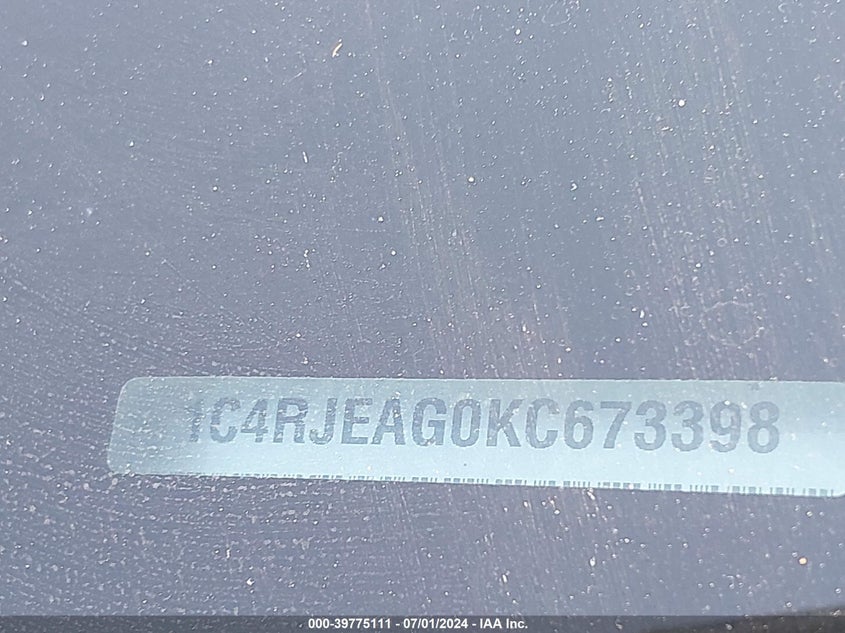 1C4RJEAG0KC673398
000-39775111 - 07/01/2024 - IAA Inc.